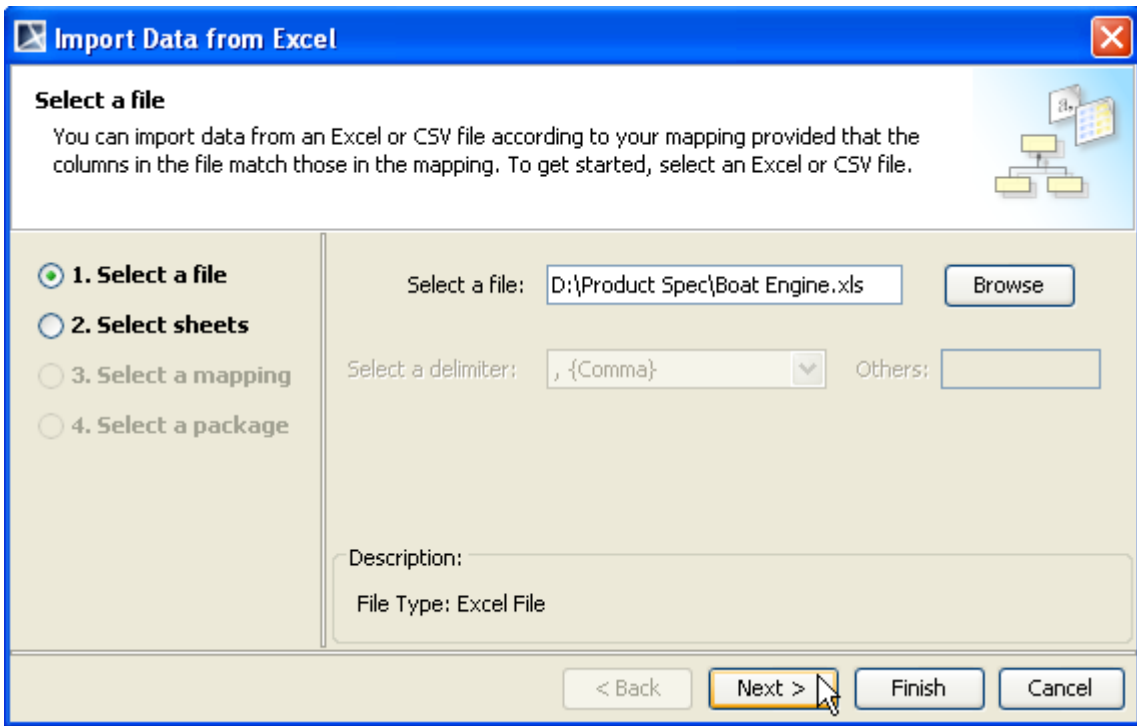 Import Data from Excel
Select a file
You can import data from an Excel or CSV file according to your mapping provided that the
columns in the file match those in the mapping. To get started, select an Excel or CSV file.
a.
1. Select a file
2. Select sheets
3. Select a mapping
4. Select a package
Select a file: D:\Product Spec\Boat Engine.xls Browse
Select a delimiter: , {Comma} Others:
Description:
File Type: Excel File
< Back Next > Finish Cancel